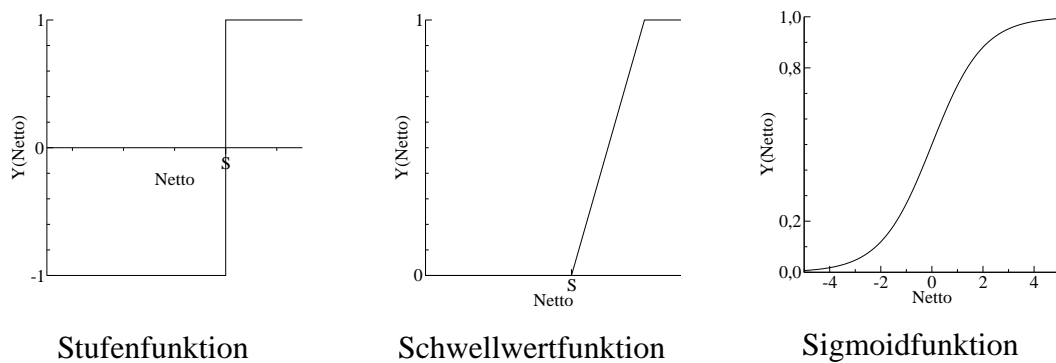 1
0
-1
Y(Netto)
S
Netto
Stufenfunktion
1
0
Y(Netto)
S
Netto
Schwellwertfunktion
1,0
0,8
0,2
0,0
Y(Netto)
-4 -2 0 2 4
Netto
Sigmoidfunktion